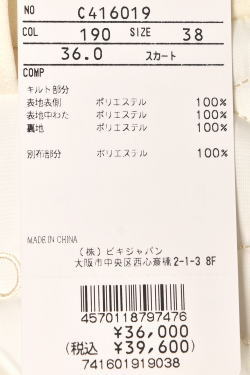 NO C416019
COL 190 SIZE 38
36.0 スカート
COMP
キルト部分
表地表側 ポリエステル 100%
表地中わた ポリエステル 100%
裏地 ポリエステル 100%
別布部分 ポリエステル 100%
MADE IN CHINA
(株)ビギジャパン
大阪市中央区西心斎橋2-1-3 8F
4570118797476
¥36,000
(税込 ¥39,600)
741601919038